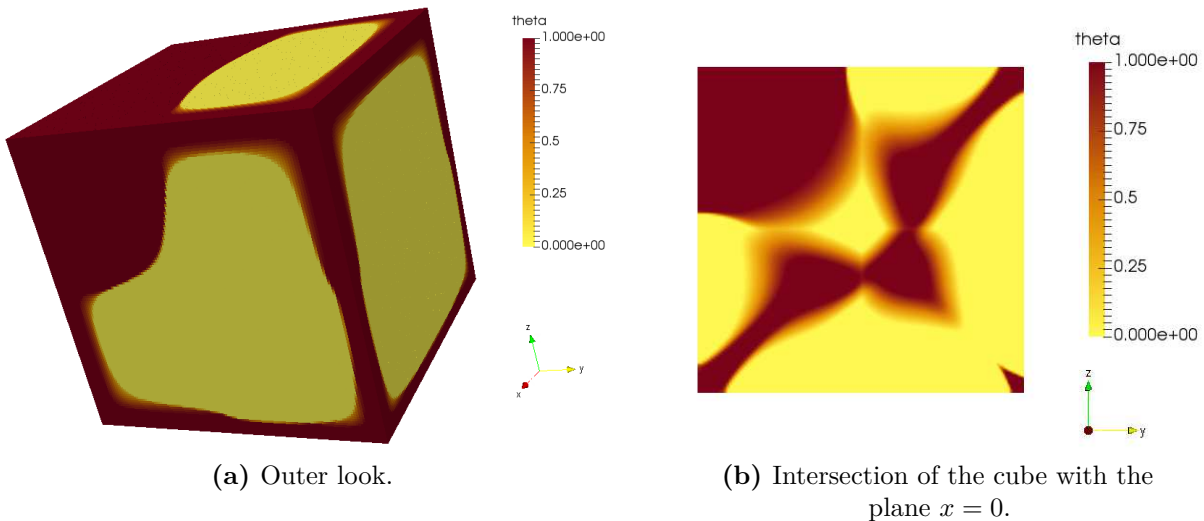 theta
1.000e+00
0.75
0.5
0.25
0.000e+00
z
y
x
(a) Outer look.
theta
1.000e+00
0.75
0.5
0.25
0.000e+00
z
y
(b) Intersection of the cube with the
plane x = 0.